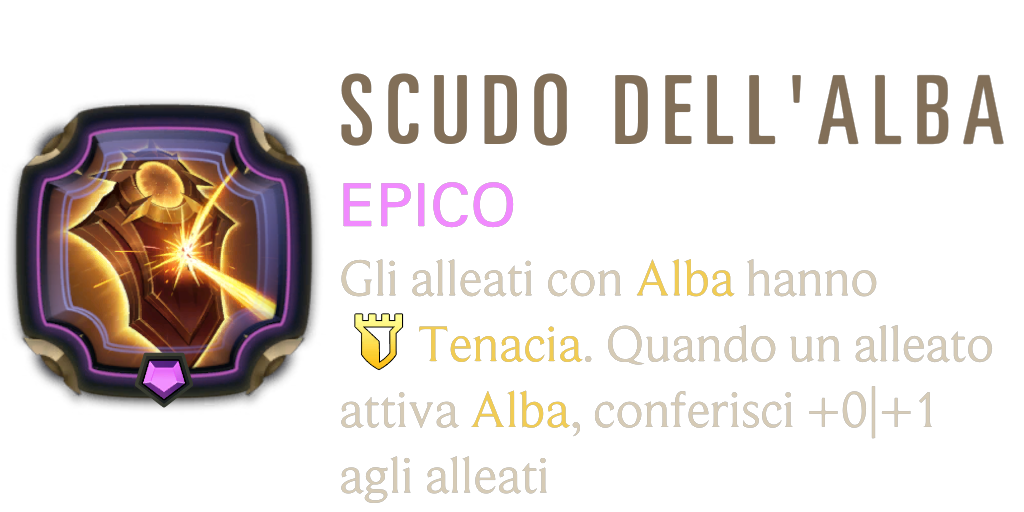 SCUDO DELL'ALBA
EPICO
Gli alleati con Alba hanno
Tenacia. Quando un alleato
attiva Alba, conferisci +0|+1
agli alleati